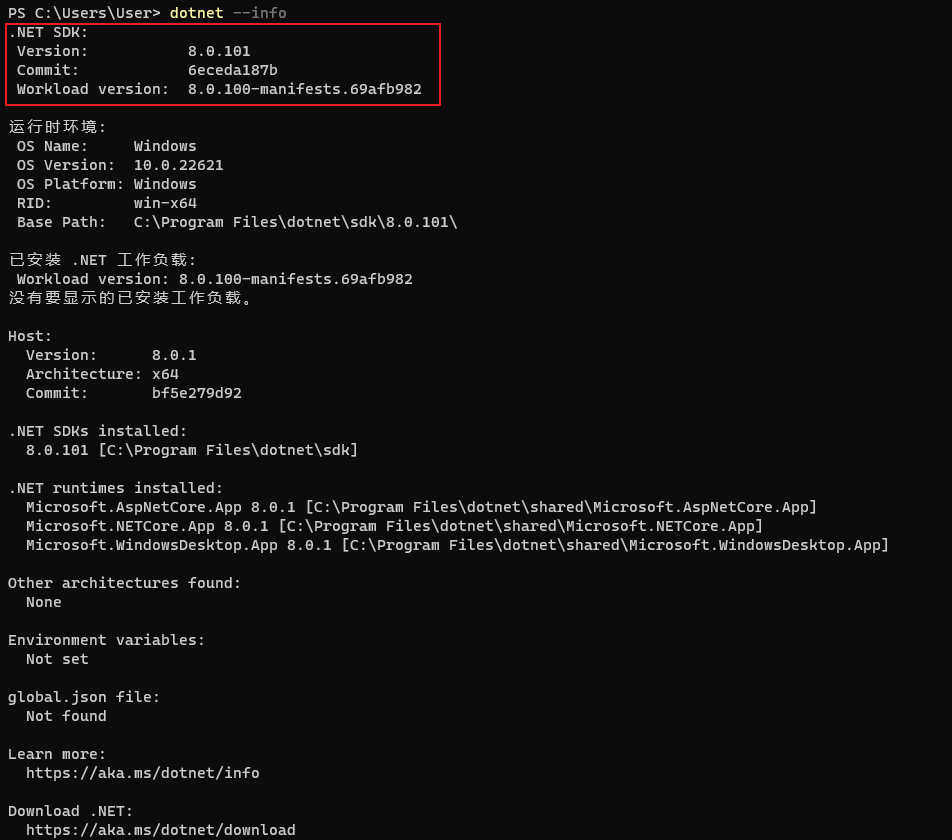 PS C:\Users\User> dotnet --info
.NET SDK:
 Version:           8.0.101
 Commit:            6eceda187b
 Workload version:  8.0.100-manifests.69afb982
运行时环境:
 OS Name:     Windows
 OS Version:  10.0.22621
 OS Platform: Windows
 RID:         win-x64
 Base Path:   C:\Program Files\dotnet\sdk\8.0.101\
已安装 .NET 工作负载:
 Workload version: 8.0.100-manifests.69afb982
没有要显示的已安装工作负载。
Host:
  Version:      8.0.1
  Architecture: x64
  Commit:       bf5e279d92
.NET SDKs installed:
  8.0.101 [C:\Program Files\dotnet\sdk]
.NET runtimes installed:
  Microsoft.AspNetCore.App 8.0.1 [C:\Program Files\dotnet\shared\Microsoft.AspNetCore.App]
  Microsoft.NETCore.App 8.0.1 [C:\Program Files\dotnet\shared\Microsoft.NETCore.App]
  Microsoft.WindowsDesktop.App 8.0.1 [C:\Program Files\dotnet\shared\Microsoft.WindowsDesktop.App]
Other architectures found:
  None
Environment variables:
  Not set
global.json file:
  Not found
Learn more:
  https://aka.ms/dotnet/info
Download .NET:
  https://aka.ms/dotnet/download